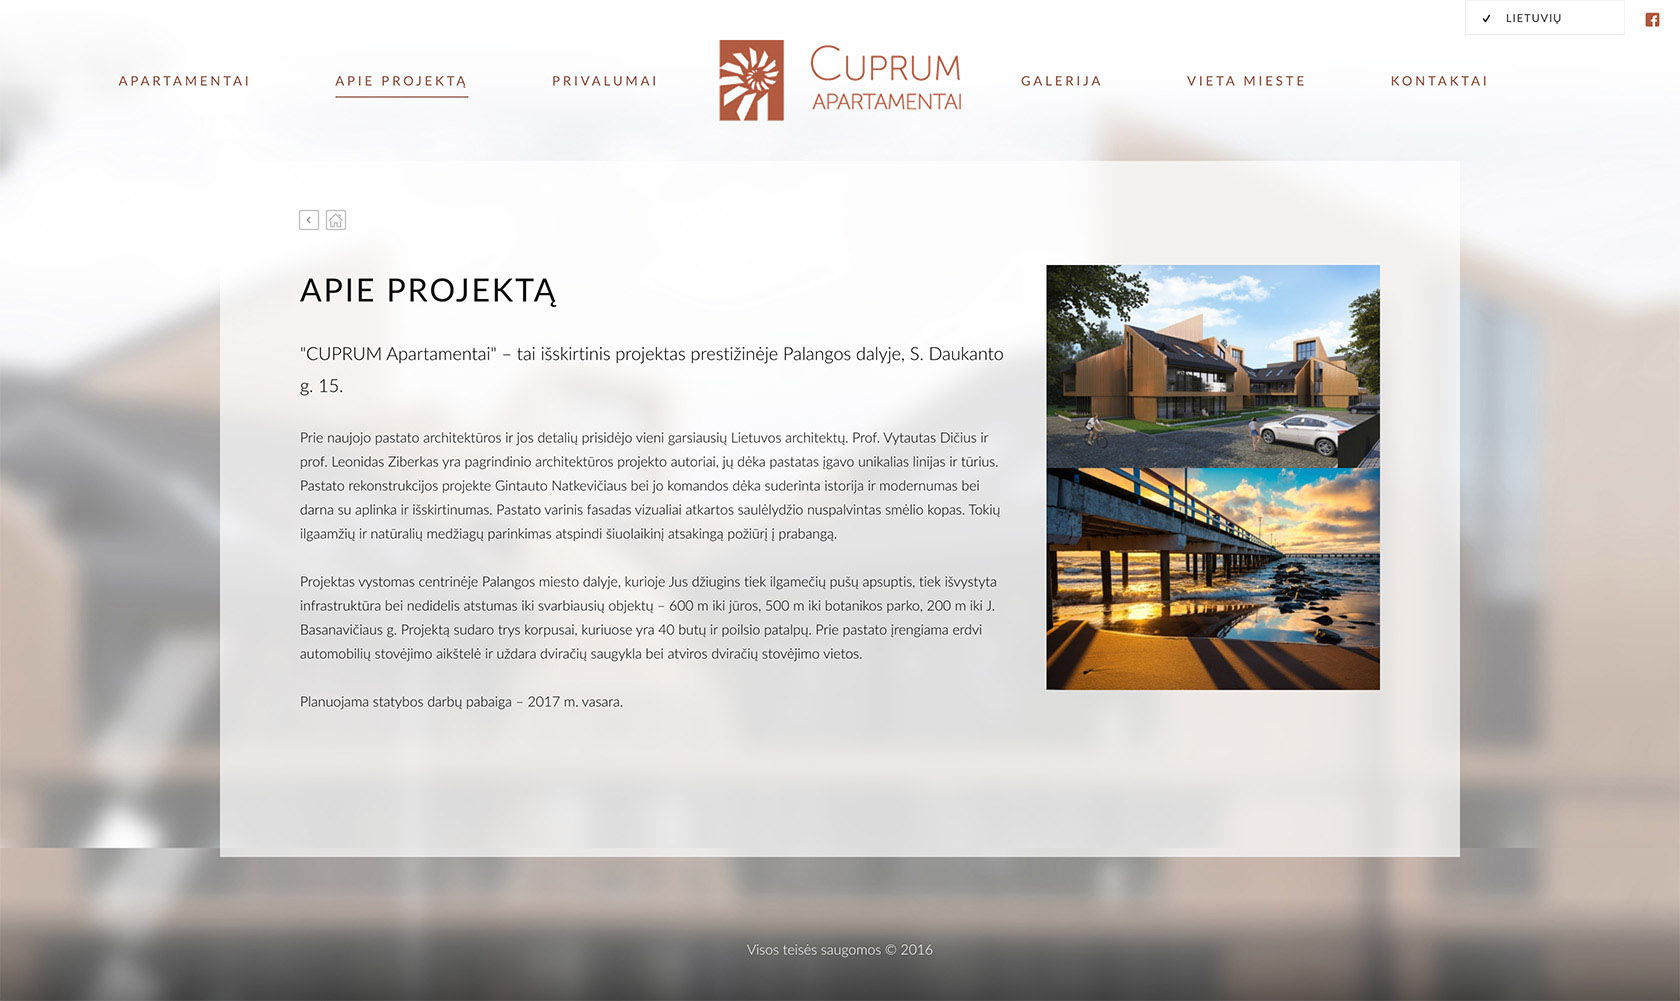 LIETUVIŲ
APARTAMENTAI
APIE PROJEKTĄ
PRIVALUMAI
CUPRUM
APARTAMENTAI
GALERIJA
VIETA MIESTE
KONTAKTAI
APIE PROJEKTĄ
"CUPRUM Apartamentai" – tai išskirtinis projektas prestižinėje Palangos dalyje, S. Daukanto
g. 15.
Prie naujojo pastato architektūros ir jos detalių prisidėjo vieni garsiausių Lietuvos architektų. Prof. Vytautas Dičius ir
prof. Leonidas Ziberkas yra pagrindinio architektūros projekto autoriai, jų dėka pastatas įgavo unikalias linijas ir tūrius.
Pastato rekonstrukcijos projekte Gintauto Natkevičiaus bei jo komandos dėka suderinta istorija ir modernumas bei
darna su aplinka ir išskirtinumas. Pastato varinis fasadas vizualiai atkartos saulėlydžio nuspalvintas smėlio kopas. Tokių
ilgaamžių ir natūralių medžiagų parinkimas atspindi šiuolaikinį atsakingą požiūrį į prabangą.
Projektas vystomas centrinėje Palangos miesto dalyje, kurioje Jus džiugins tiek ilgamečių pušų apsuptis, tiek išvystyta
infrastruktūra bei nedidelis atstumas iki svarbiausių objektų – 600 m iki jūros, 500 m iki botanikos parko, 200 m iki J.
Basanavičiaus g. Projektą sudaro trys korpusai, kuriuose yra 40 butų ir poilsio patalpų. Prie pastato įrengiama erdvi
automobilių stovėjimo aikštelė ir uždara dviračių saugykla bei atviros dviračių stovėjimo vietos.
Planuojama statybos darbų pabaiga – 2017 m. vasara.
Visos teisės saugomos © 2016